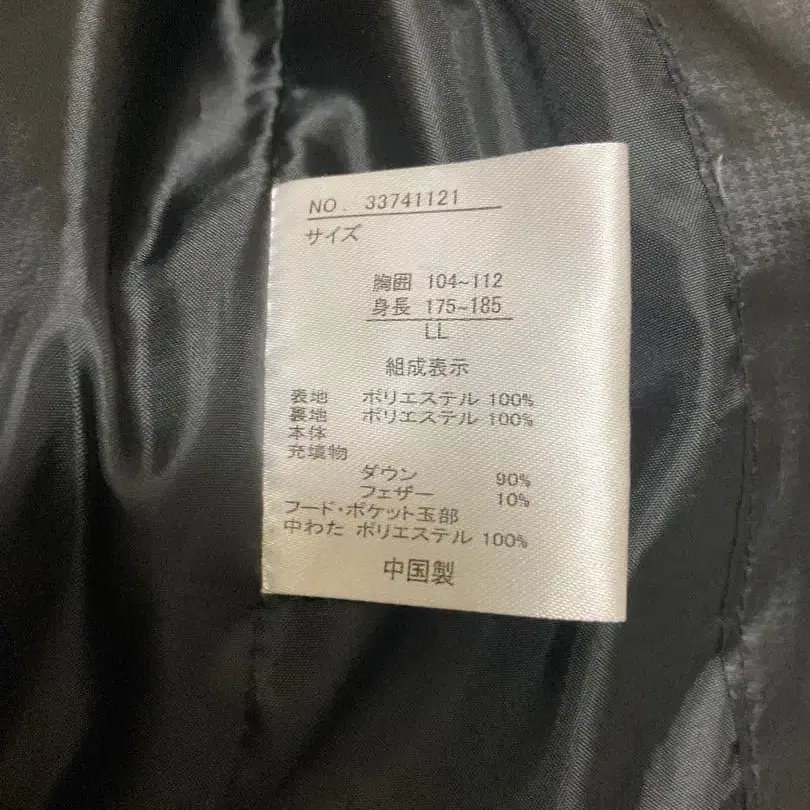 NO. 33741121
サイズ
胸囲 104~112
身長 175~185
LL
組成表示
表地 ポリエステル 100%
裏地 ポリエステル 100%
本体
充填物
ダウン 90%
フェザー 10%
フード・ポケット玉部
中わた ポリエステル 100%
中国製